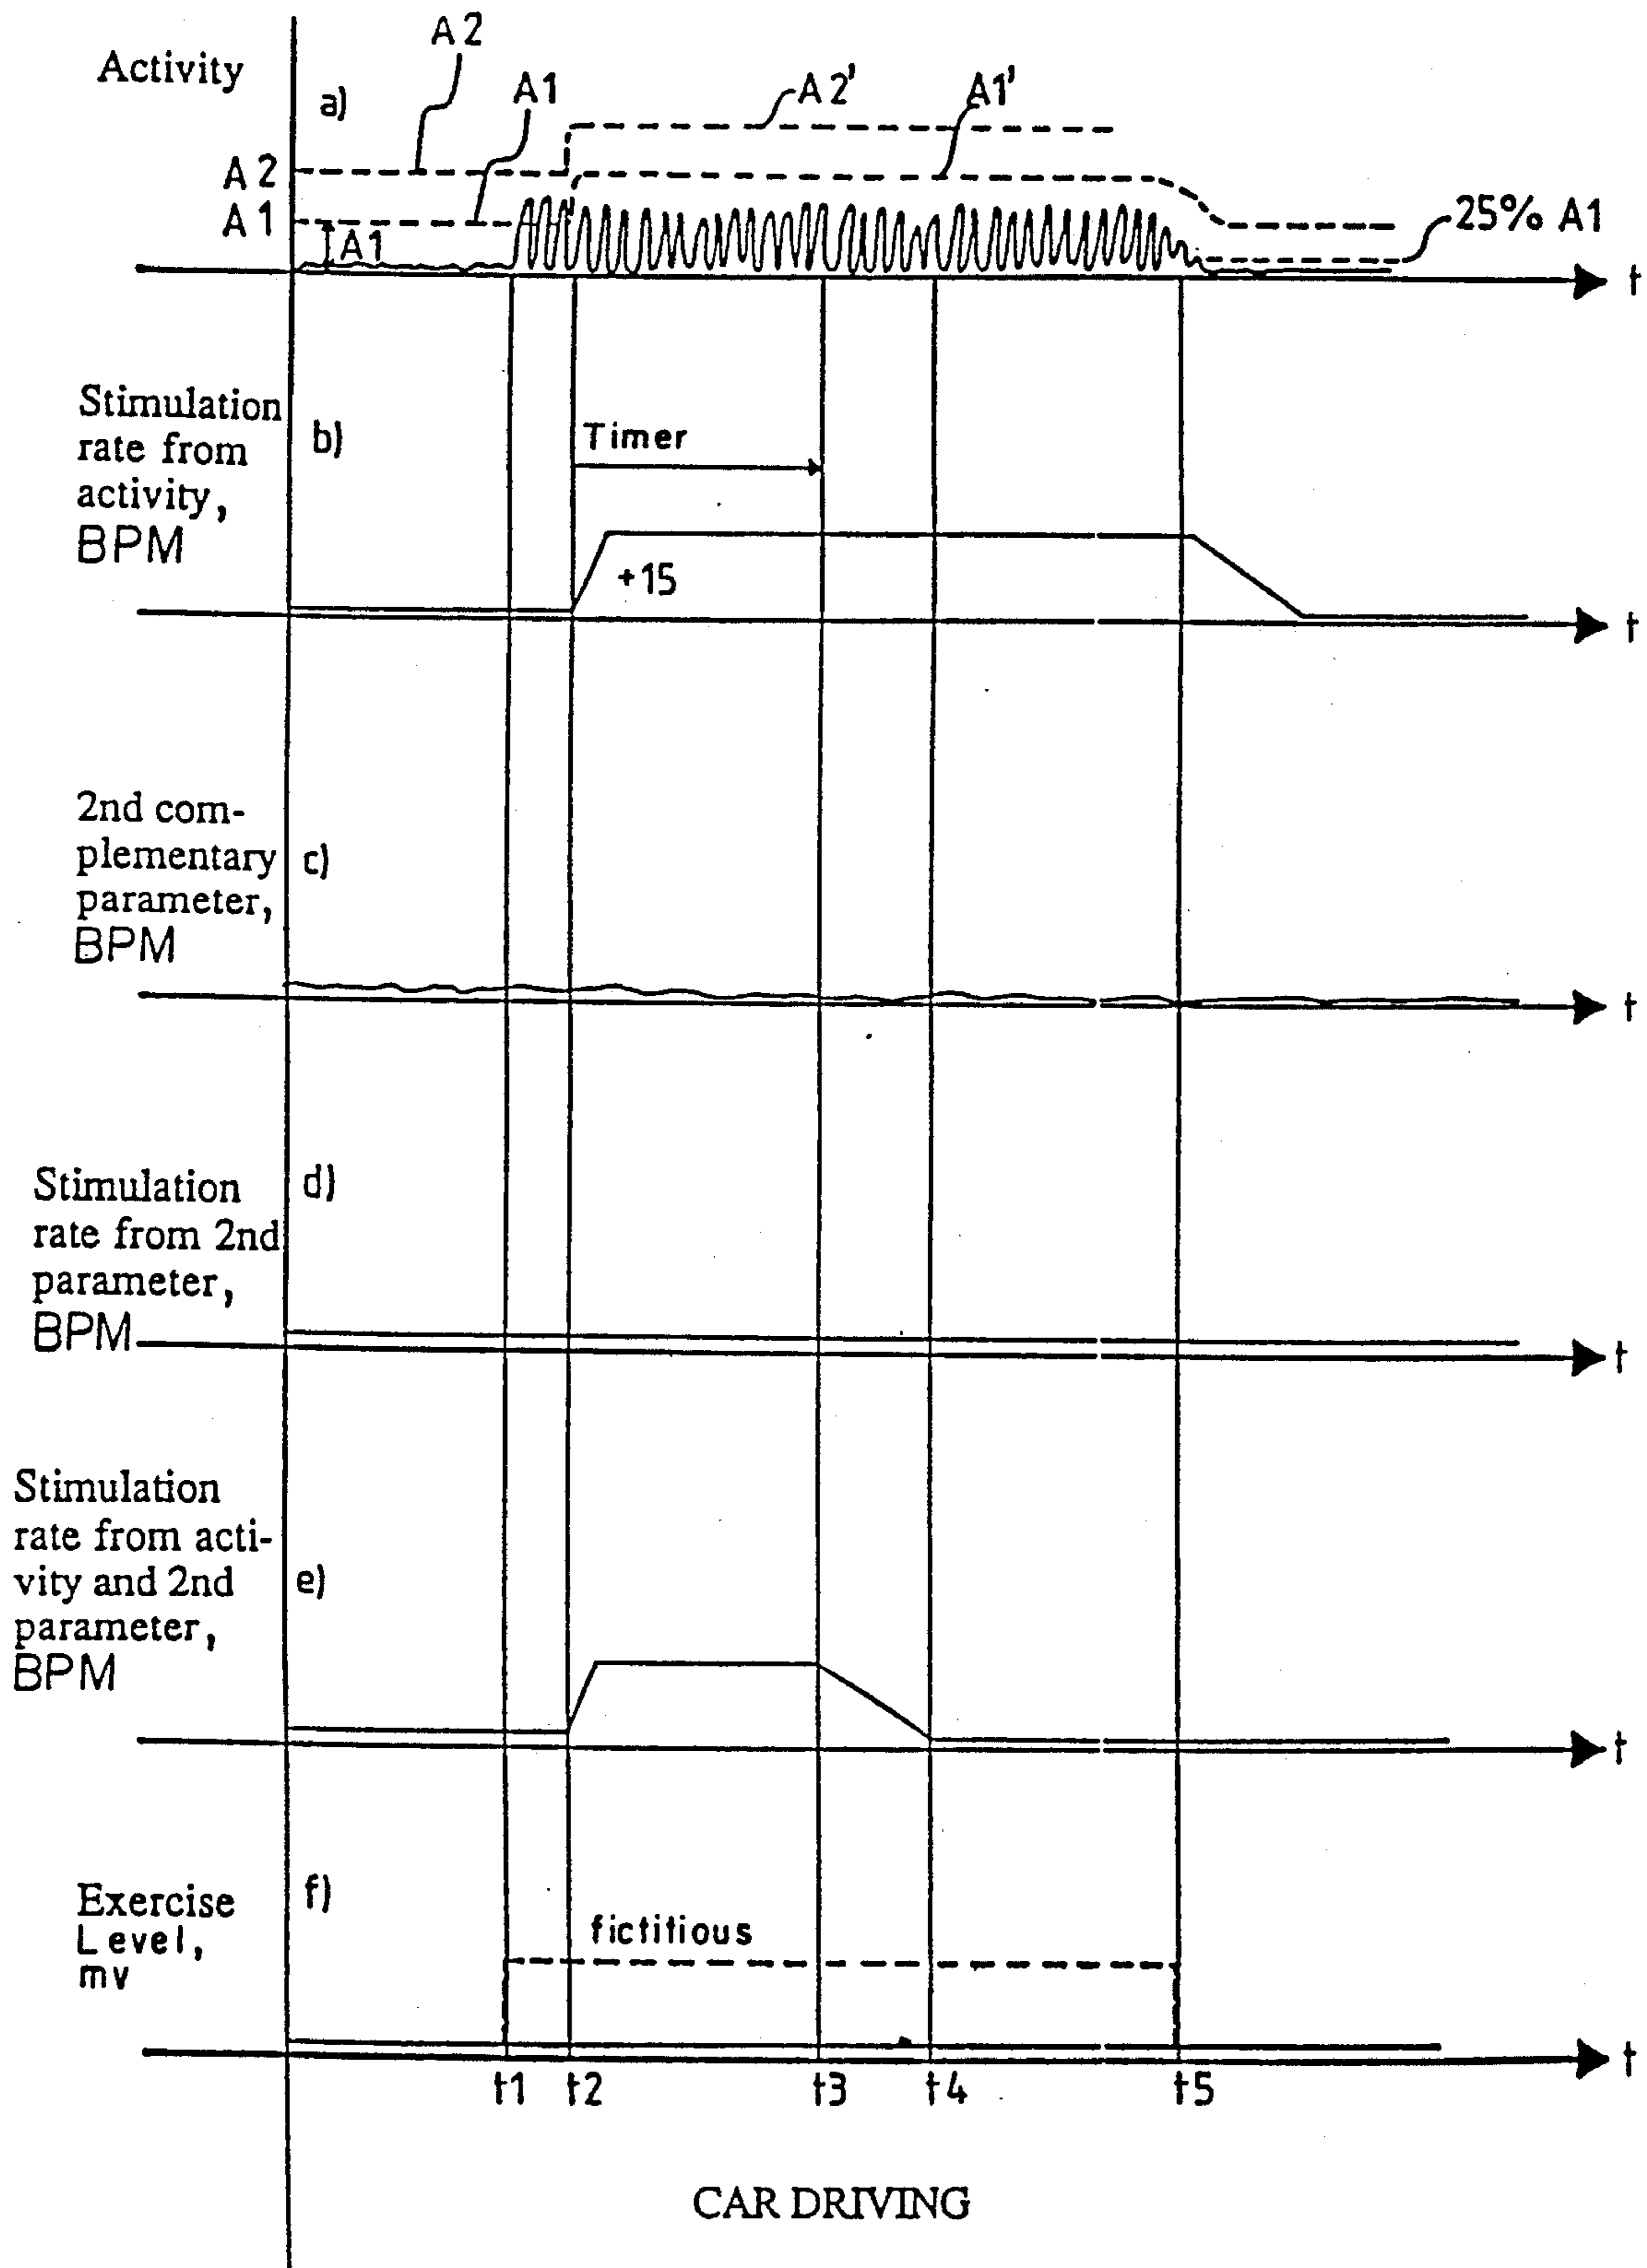 A2
Activity
a)
A1
A2'
A1'
A2
A1
A1
25% A1
t
Stimulation
rate from
activity,
BPM
b)
Timer
+15
t
2nd com-
plementary
parameter,
BPM
c)
t
Stimulation
rate from 2nd
parameter,
BPM
d)
t
Stimulation
rate from acti-
vity and 2nd
parameter,
BPM
e)
t
Exercise
Level,
mv
f)
fictitious
t
t1 t2 t3 t4 t5
CAR DRIVING